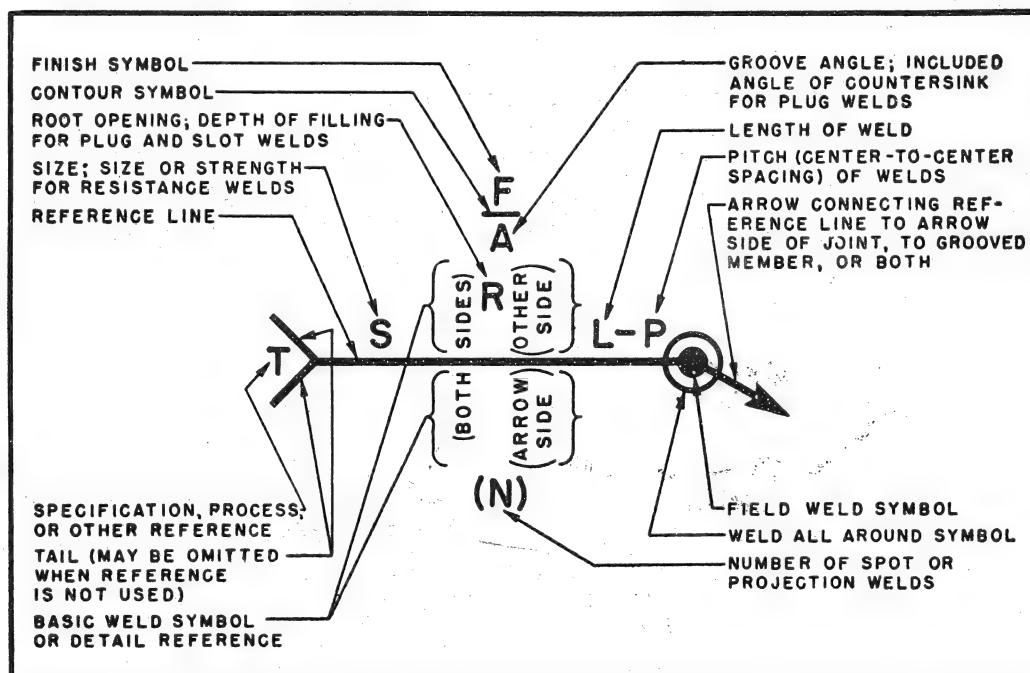 FINISH SYMBOL
CONTOUR SYMBOL
ROOT OPENING; DEPTH OF FILLING
FOR PLUG AND SLOT WELDS
SIZE; SIZE OR STRENGTH
FOR RESISTANCE WELDS
REFERENCE LINE
GROOVE ANGLE; INCLUDED
ANGLE OF COUNTERSINK
FOR PLUG WELDS
LENGTH OF WELD
PITCH (CENTER-TO-CENTER
SPACING) OF WELDS
ARROW CONNECTING REF-
ERENCE LINE TO ARROW
SIDE OF JOINT, TO GROOVED
MEMBER, OR BOTH
F
A
R
S
(BOTH SIDES)
(OTHER
SIDE)
L-P
T
(ARROW
SIDE)
(N)
SPECIFICATION, PROCESS,
OR OTHER REFERENCE
TAIL (MAY BE OMITTED
WHEN REFERENCE
IS NOT USED)
BASIC WELD SYMBOL
OR DETAIL REFERENCE
FIELD WELD SYMBOL
WELD ALL AROUND SYMBOL
NUMBER OF SPOT OR
PROJECTION WELDS